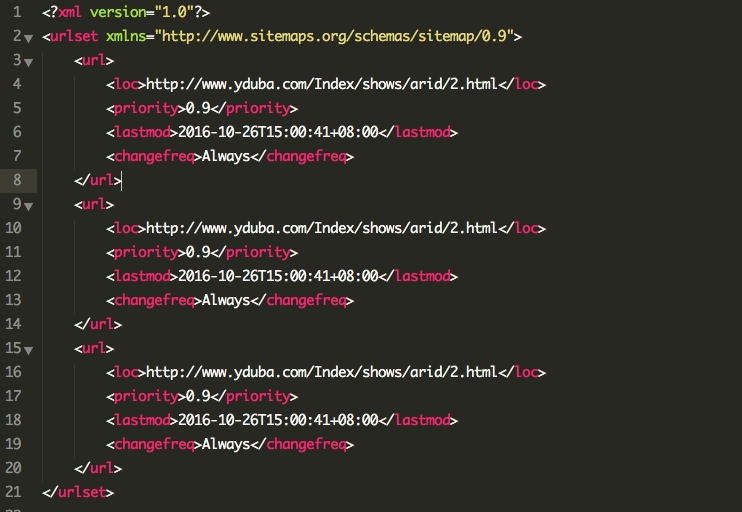 1 <?xml version="1.0"?>
2 <urlset xmlns="http://www.sitemaps.org/schemas/sitemap/0.9">
3 <url>
4 <loc>http://www.yduba.com/Index/shows/arid/2.html</loc>
5 <priority>0.9</priority>
6 <lastmod>2016-10-26T15:00:41+08:00</lastmod>
7 <changefreq>Always</changefreq>
8 </url>
9 <url>
10 <loc>http://www.yduba.com/Index/shows/arid/2.html</loc>
11 <priority>0.9</priority>
12 <lastmod>2016-10-26T15:00:41+08:00</lastmod>
13 <changefreq>Always</changefreq>
14 </url>
15 <url>
16 <loc>http://www.yduba.com/Index/shows/arid/2.html</loc>
17 <priority>0.9</priority>
18 <lastmod>2016-10-26T15:00:41+08:00</lastmod>
19 <changefreq>Always</changefreq>
20 </url>
21 </urlset>